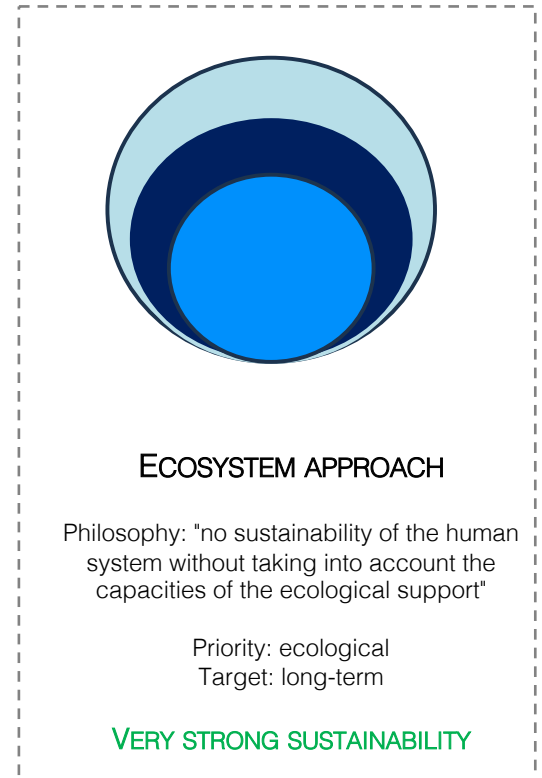 ECOSYSTEM APPROACH
Philosophy: "no sustainability of the human
system without taking into account the
capacities of the ecological support"
Priority: ecological
Target: long-term
VERY STRONG SUSTAINABILITY